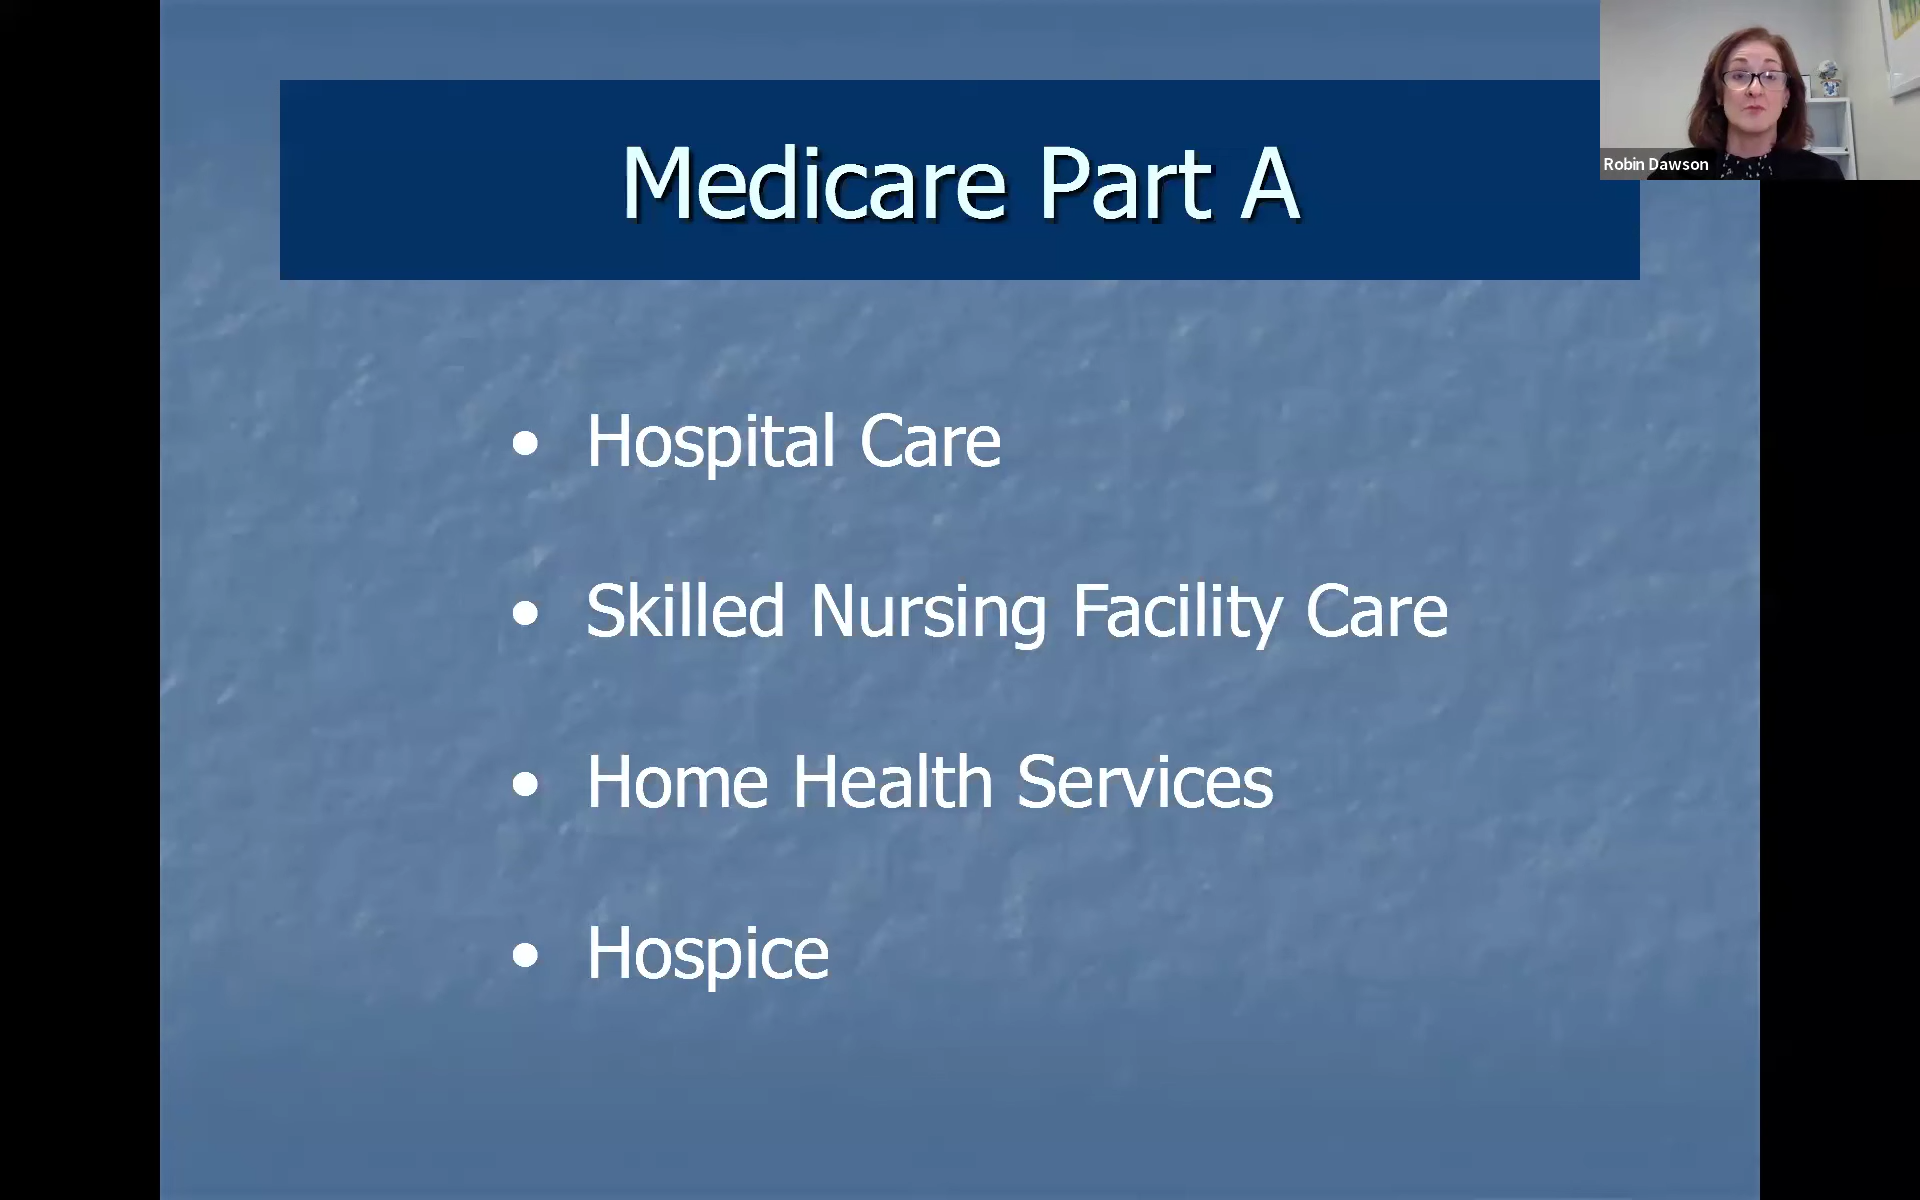 Medicare Part A
Robin Dawson
• Hospital Care
• Skilled Nursing Facility Care
• Home Health Services
• Hospice